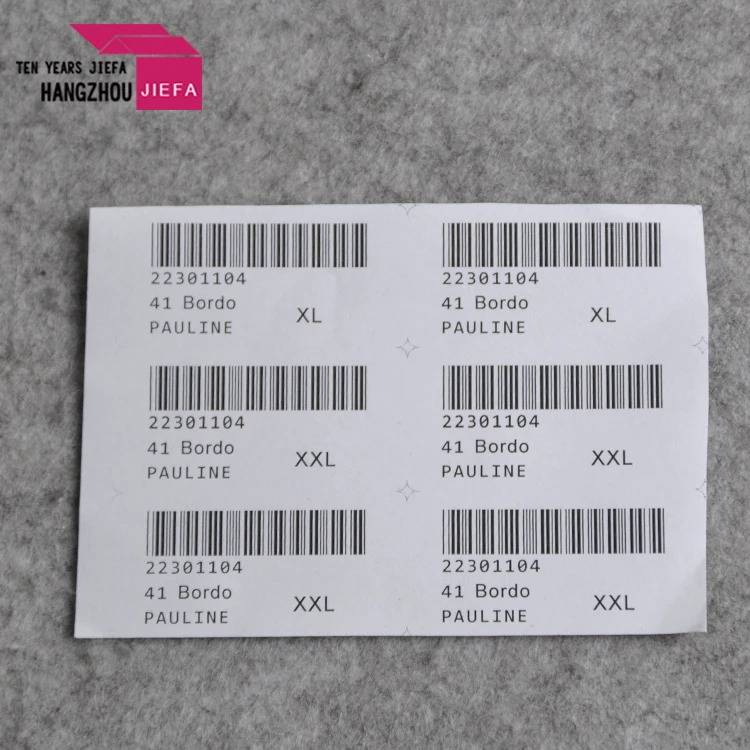 TEN YEARS JIEFA
HANGZHOU JIEFA
22301104
41 Bordo
XL
PAULINE
22301104
41 Bordo
XL
PAULINE
22301104
41 Bordo
XXL
PAULINE
22301104
41 Bordo
XXL
PAULINE
22301104
41 Bordo
XXL
PAULINE
22301104
41 Bordo
XXL
PAULINE